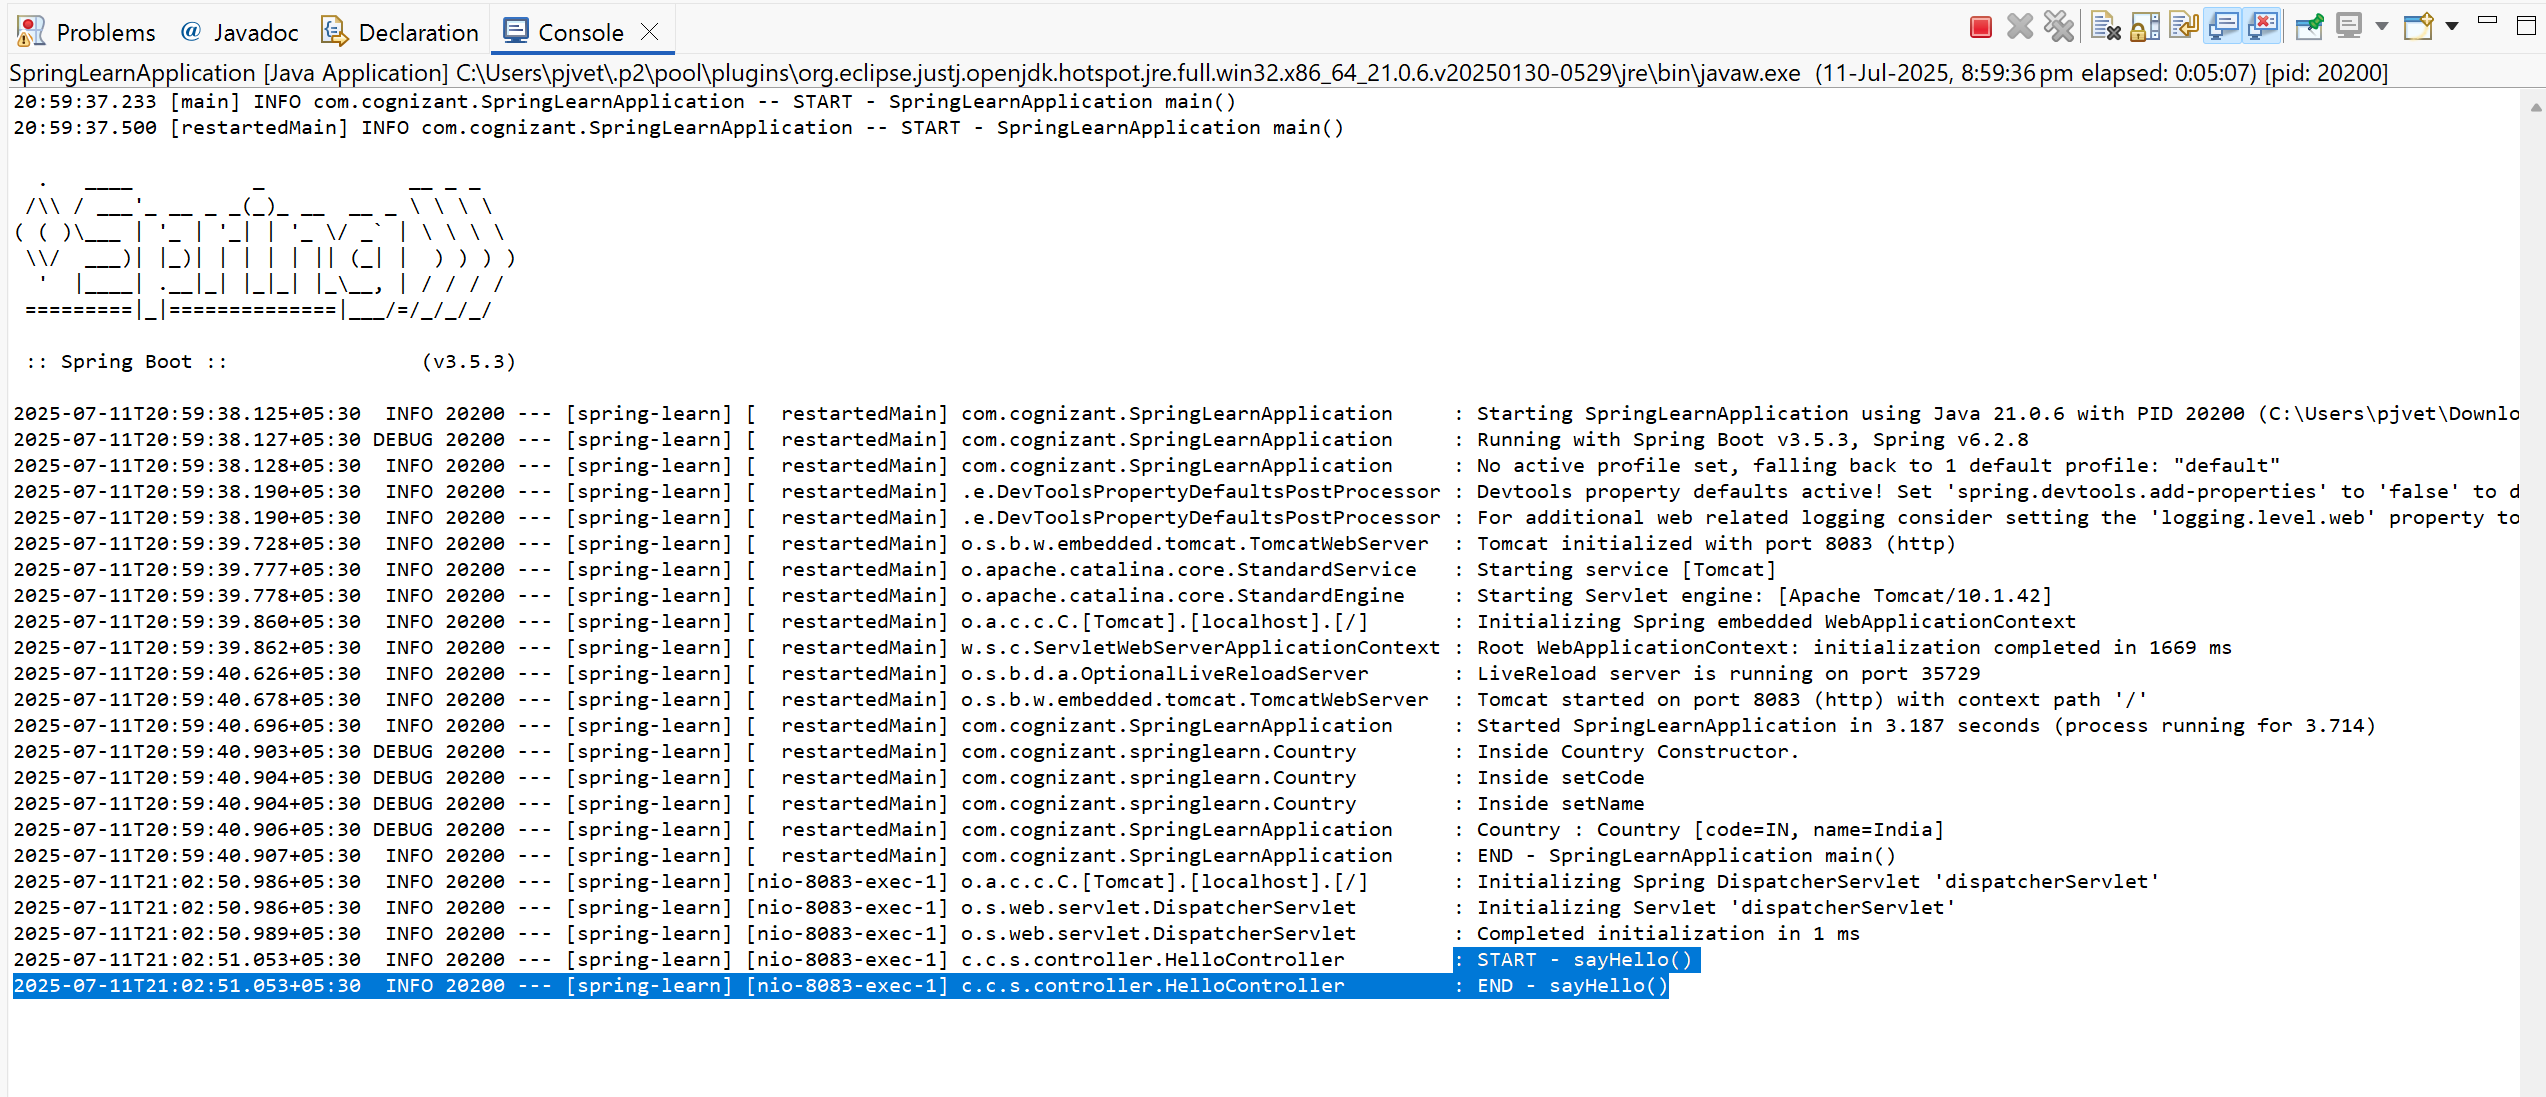 Problems @ Javadoc Declaration Console
SpringLearnApplication [Java Application] C:\Users\pjvet\.p2\pool\plugins\org.eclipse.justj.openjdk.hotspot.jre.full.win32.x86_64_21.0.6.v20250130-0529\jre\bin\javaw.exe (11-Jul-2025, 8:59:36 pm elapsed: 0:05:07) [pid: 20200]
20:59:37.233 [main] INFO com.cognizant.SpringLearnApplication -- START - SpringLearnApplication main()
20:59:37.500 [restartedMain] INFO com.cognizant.SpringLearnApplication -- START - SpringLearnApplication main()
  .   ____          _            __ _ _
 /\\ / ___'_ __ _ _(_)_ __  __ _ \ \ \ \
( ( )\___ | '_ | '_| | '_ \/ _` | \ \ \ \
 \\/  ___)| |_)| | | | | || (_| |  ) ) ) )
  '  |____| .__|_| |_|_| |_\__, | / / / /
 =========|_|==============|___/=/_/_/_/
 :: Spring Boot ::                (v3.5.3)
2025-07-11T20:59:38.125+05:30  INFO 20200 --- [spring-learn] [  restartedMain] com.cognizant.SpringLearnApplication     : Starting SpringLearnApplication using Java 21.0.6 with PID 20200 (C:\Users\pjvet\Downlo
2025-07-11T20:59:38.127+05:30 DEBUG 20200 --- [spring-learn] [  restartedMain] com.cognizant.SpringLearnApplication     : Running with Spring Boot v3.5.3, Spring v6.2.8
2025-07-11T20:59:38.128+05:30  INFO 20200 --- [spring-learn] [  restartedMain] com.cognizant.SpringLearnApplication     : No active profile set, falling back to 1 default profile: "default"
2025-07-11T20:59:38.190+05:30  INFO 20200 --- [spring-learn] [  restartedMain] .e.DevToolsPropertyDefaultsPostProcessor : Devtools property defaults active! Set 'spring.devtools.add-properties' to 'false' to d
2025-07-11T20:59:38.190+05:30  INFO 20200 --- [spring-learn] [  restartedMain] .e.DevToolsPropertyDefaultsPostProcessor : For additional web related logging consider setting the 'logging.level.web' property to
2025-07-11T20:59:39.728+05:30  INFO 20200 --- [spring-learn] [  restartedMain] o.s.b.w.embedded.tomcat.TomcatWebServer  : Tomcat initialized with port 8083 (http)
2025-07-11T20:59:39.777+05:30  INFO 20200 --- [spring-learn] [  restartedMain] o.apache.catalina.core.StandardService   : Starting service [Tomcat]
2025-07-11T20:59:39.778+05:30  INFO 20200 --- [spring-learn] [  restartedMain] o.apache.catalina.core.StandardEngine    : Starting Servlet engine: [Apache Tomcat/10.1.42]
2025-07-11T20:59:39.860+05:30  INFO 20200 --- [spring-learn] [  restartedMain] o.a.c.c.C.[Tomcat].[localhost].[/]       : Initializing Spring embedded WebApplicationContext
2025-07-11T20:59:39.862+05:30  INFO 20200 --- [spring-learn] [  restartedMain] w.s.c.ServletWebServerApplicationContext : Root WebApplicationContext: initialization completed in 1669 ms
2025-07-11T20:59:40.626+05:30  INFO 20200 --- [spring-learn] [  restartedMain] o.s.b.d.a.OptionalLiveReloadServer       : LiveReload server is running on port 35729
2025-07-11T20:59:40.678+05:30  INFO 20200 --- [spring-learn] [  restartedMain] o.s.b.w.embedded.tomcat.TomcatWebServer  : Tomcat started on port 8083 (http) with context path '/'
2025-07-11T20:59:40.696+05:30  INFO 20200 --- [spring-learn] [  restartedMain] com.cognizant.SpringLearnApplication     : Started SpringLearnApplication in 3.187 seconds (process running for 3.714)
2025-07-11T20:59:40.903+05:30 DEBUG 20200 --- [spring-learn] [  restartedMain] com.cognizant.springlearn.Country        : Inside Country Constructor.
2025-07-11T20:59:40.904+05:30 DEBUG 20200 --- [spring-learn] [  restartedMain] com.cognizant.springlearn.Country        : Inside setCode
2025-07-11T20:59:40.904+05:30 DEBUG 20200 --- [spring-learn] [  restartedMain] com.cognizant.springlearn.Country        : Inside setName
2025-07-11T20:59:40.906+05:30 DEBUG 20200 --- [spring-learn] [  restartedMain] com.cognizant.SpringLearnApplication     : Country : Country [code=IN, name=India]
2025-07-11T20:59:40.907+05:30  INFO 20200 --- [spring-learn] [  restartedMain] com.cognizant.SpringLearnApplication     : END - SpringLearnApplication main()
2025-07-11T21:02:50.986+05:30  INFO 20200 --- [spring-learn] [nio-8083-exec-1] o.a.c.c.C.[Tomcat].[localhost].[/]       : Initializing Spring DispatcherServlet 'dispatcherServlet'
2025-07-11T21:02:50.986+05:30  INFO 20200 --- [spring-learn] [nio-8083-exec-1] o.s.web.servlet.DispatcherServlet        : Initializing Servlet 'dispatcherServlet'
2025-07-11T21:02:50.989+05:30  INFO 20200 --- [spring-learn] [nio-8083-exec-1] o.s.web.servlet.DispatcherServlet        : Completed initialization in 1 ms
2025-07-11T21:02:51.053+05:30  INFO 20200 --- [spring-learn] [nio-8083-exec-1] c.c.s.controller.HelloController         : START - sayHello()
2025-07-11T21:02:51.053+05:30  INFO 20200 --- [spring-learn] [nio-8083-exec-1] c.c.s.controller.HelloController         : END - sayHello()